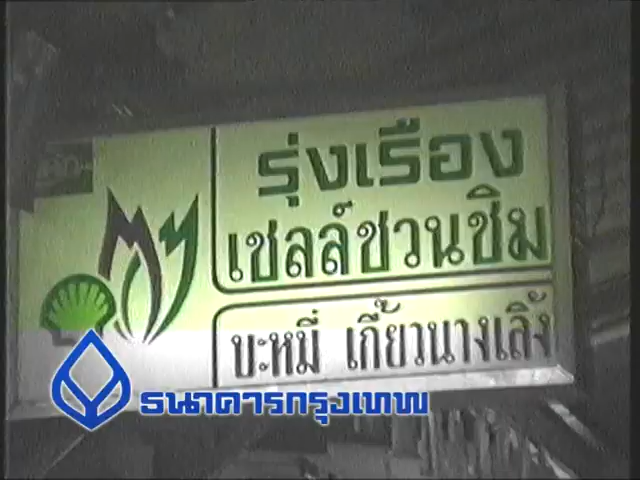 รุ่งเรือง
เชลล์ชวนชิม
บะหมี่ เกี๊ยวนางเลิ้ง
ธนาคารกรุงเทพ